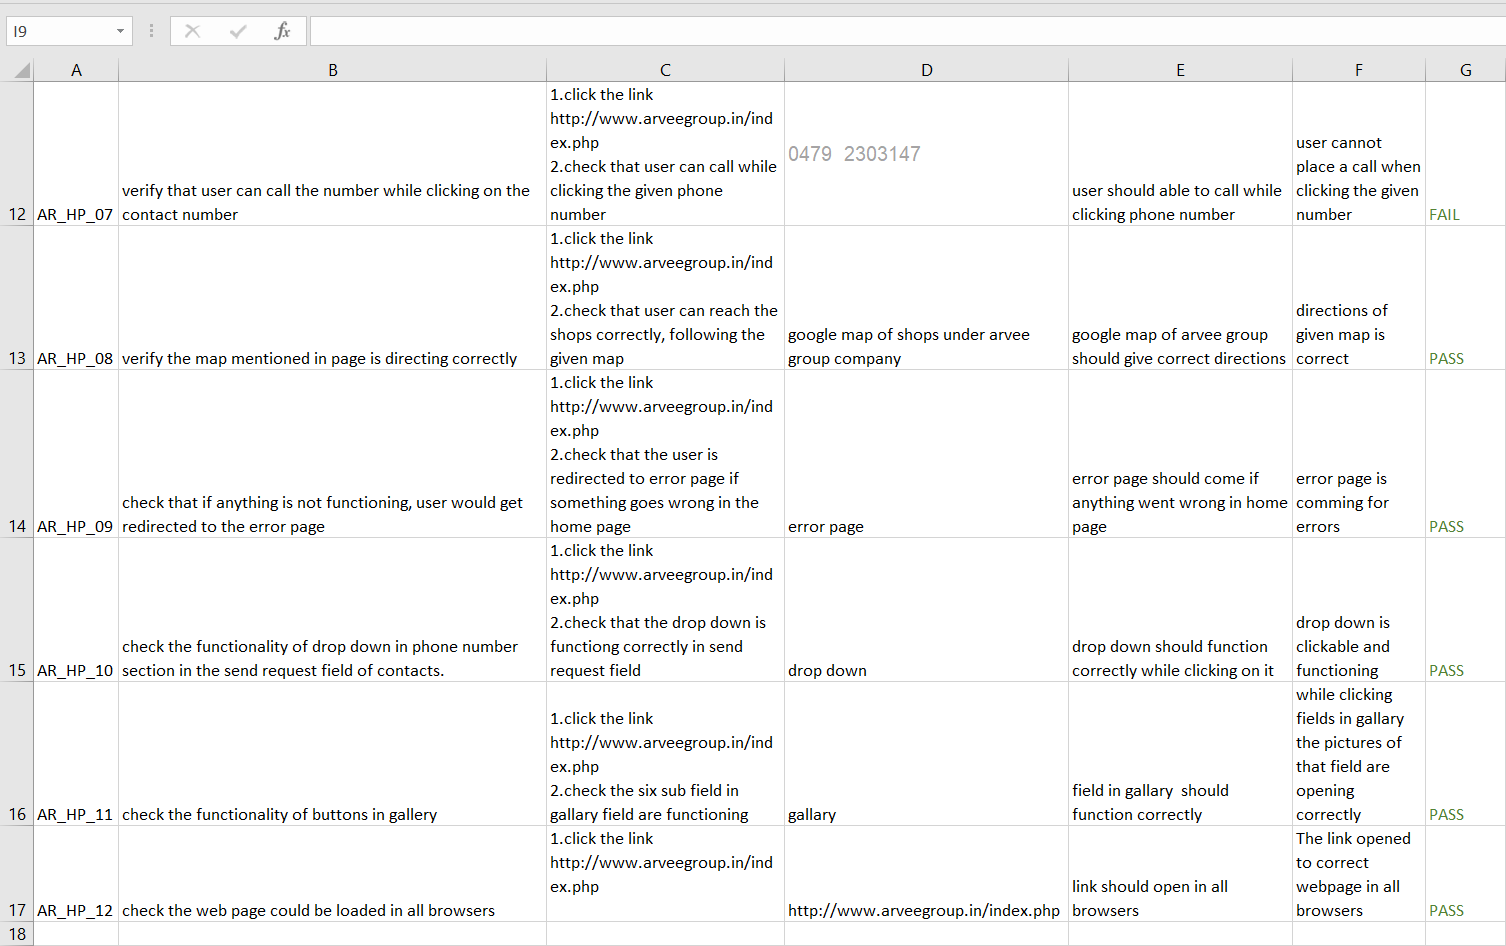 I9
fx
A B C D E F G
12 AR_HP_07
verify that user can call the number while clicking on the
contact number
1.click the link
http://www.arveegroup.in/ind
ex.php
2.check that user can call while
clicking the given phone
number
0479 2303147
user should able to call while
clicking phone number
user cannot
place a call when
clicking the given
number
FAIL
13 AR_HP_08
verify the map mentioned in page is directing correctly
1.click the link
http://www.arveegroup.in/ind
ex.php
2.check that user can reach the
shops correctly, following the
given map
google map of shops under arvee
group company
google map of arvee group
should give correct directions
directions of
given map is
correct
PASS
14 AR_HP_09
check that if anything is not functioning, user would get
redirected to the error page
1.click the link
http://www.arveegroup.in/ind
ex.php
2.check that the user is
redirected to error page if
something goes wrong in the
home page
error page
error page should come if
anything went wrong in home
page
error page is
comming for
errors
PASS
15 AR_HP_10
check the functionality of drop down in phone number
section in the send request field of contacts.
1.click the link
http://www.arveegroup.in/ind
ex.php
2.check that the drop down is
functiong correctly in send
request field
drop down
drop down should function
correctly while clicking on it
drop down is
clickable and
functioning
PASS
16 AR_HP_11
check the functionality of buttons in gallery
1.click the link
http://www.arveegroup.in/ind
ex.php
2.check the six sub field in
gallary field are functioning
gallary
field in gallary  should
function correctly
while clicking
fields in gallary
the pictures of
that field are
opening
correctly
PASS
17 AR_HP_12
check the web page could be loaded in all browsers
1.click the link
http://www.arveegroup.in/ind
ex.php
http://www.arveegroup.in/index.php
link should open in all
browsers
The link opened
to correct
webpage in all
browsers
PASS
18